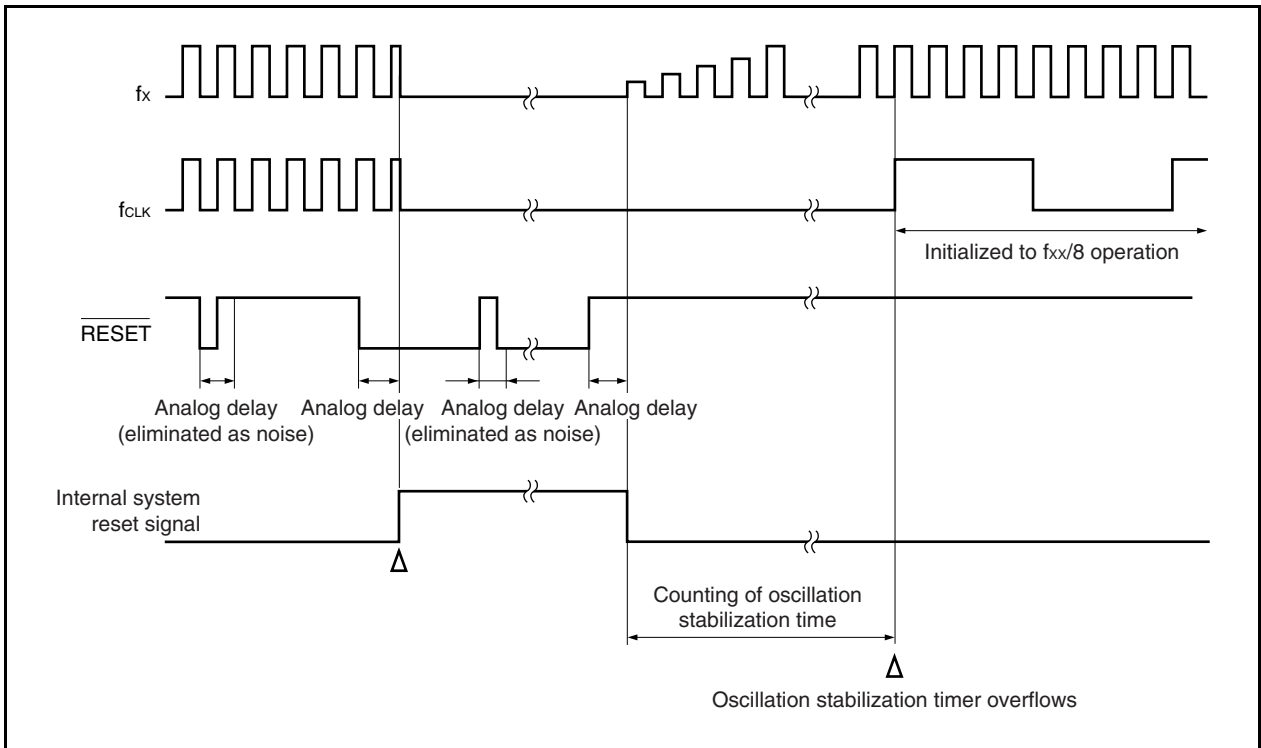 fX
fCLK
Initialized to fxx/8 operation
RESET
Analog delay
(eliminated as noise)
Analog delay
Analog delay
(eliminated as noise)
Analog delay
Internal system
reset signal
Counting of oscillation
stabilization time
Oscillation stabilization timer overflows